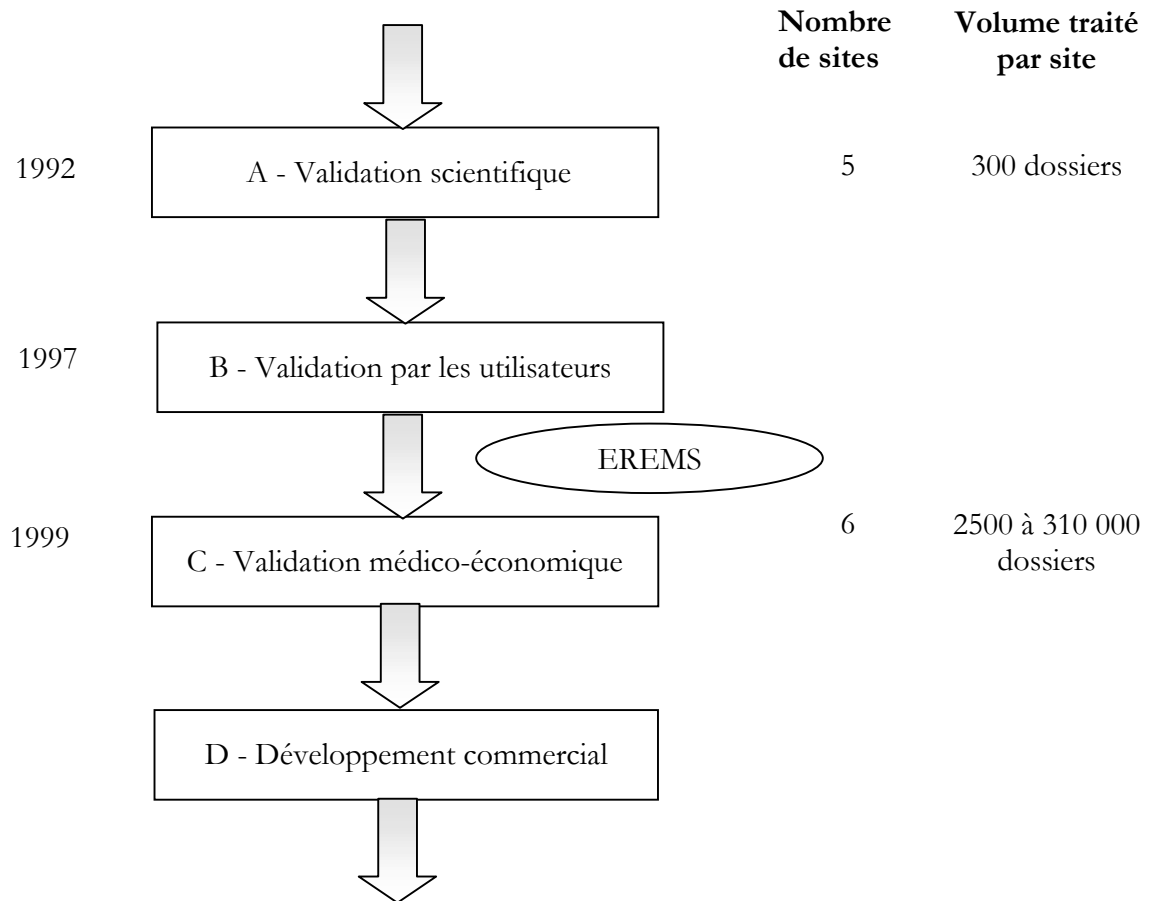 Nombre
de sites
Volume traité
par site
1992
A - Validation scientifique
5
300 dossiers
1997
B - Validation par les utilisateurs
EREMS
1999
C - Validation médico-économique
6
2500 à 310 000
dossiers
D - Développement commercial